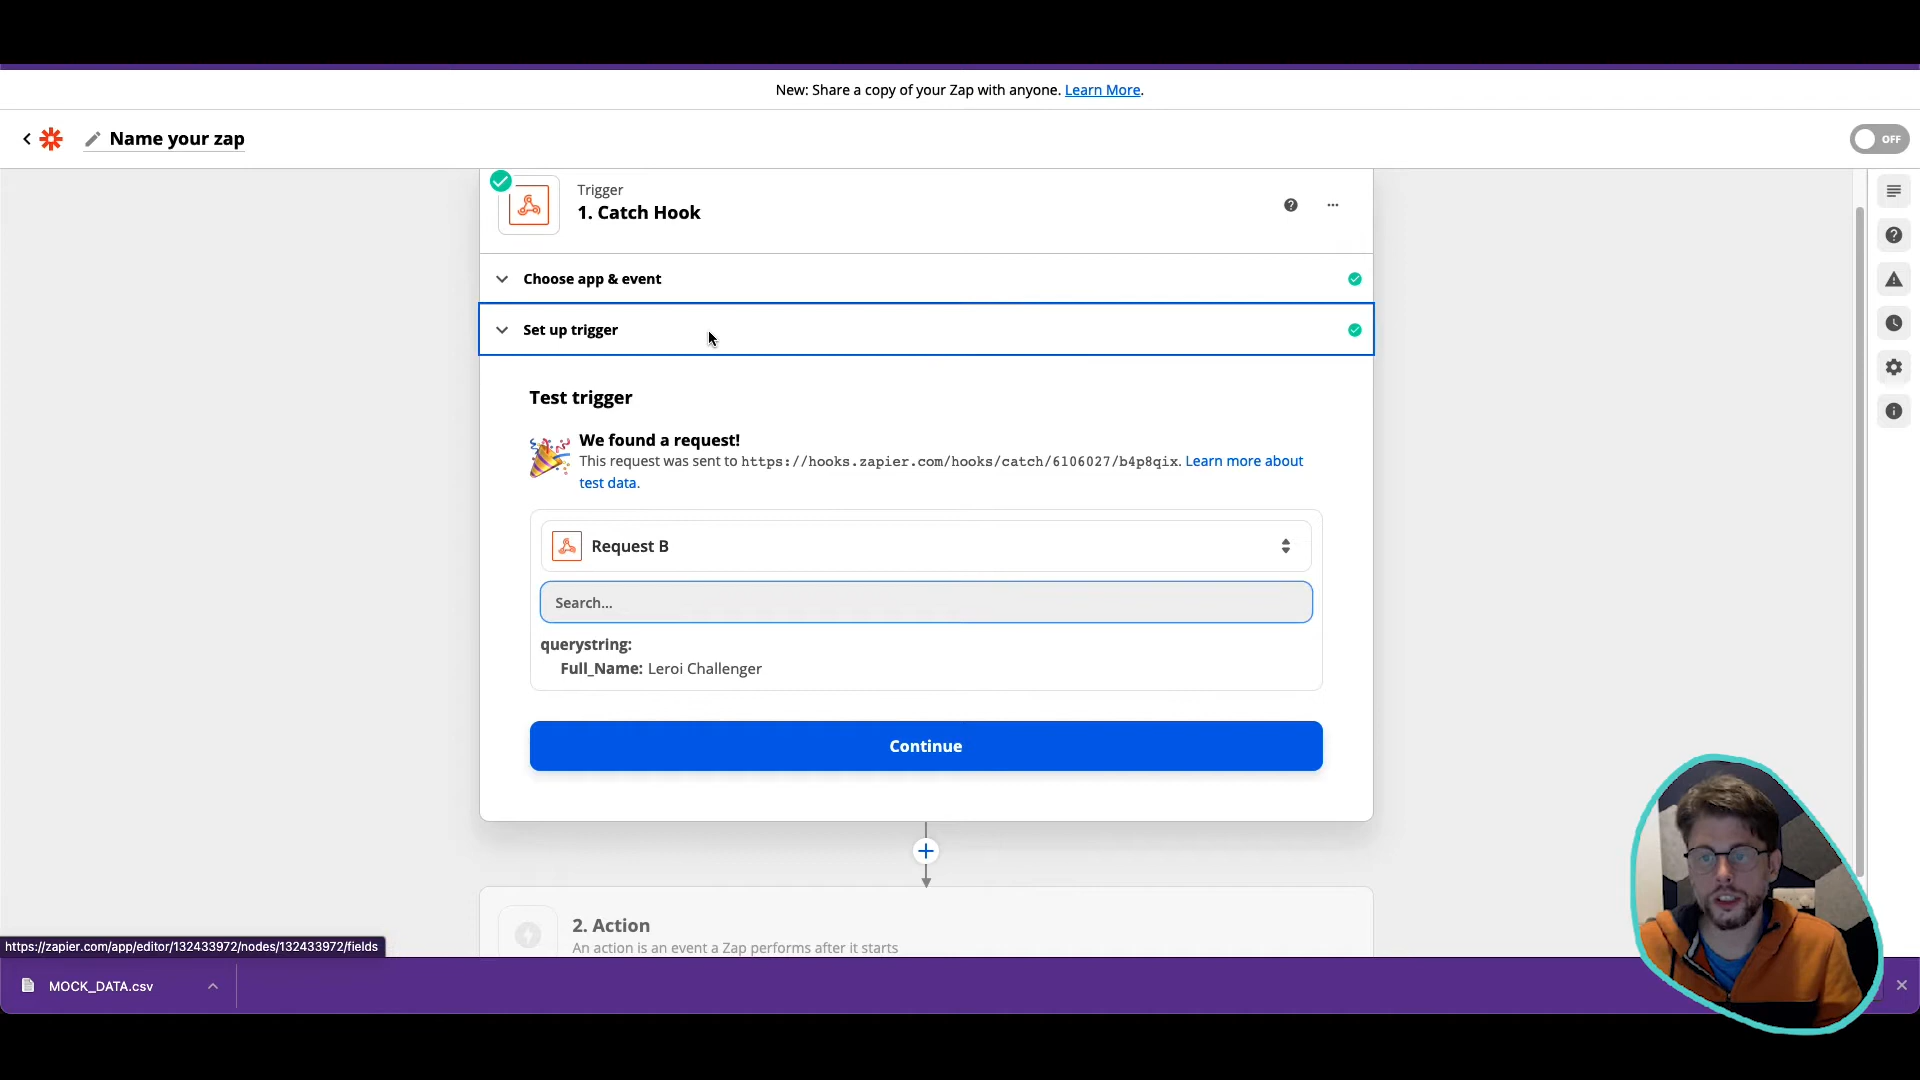 New: Share a copy of your Zap with anyone. Learn More.
Name your zap
OFF
Trigger
1. Catch Hook
Choose app & event
Set up trigger
Test trigger
We found a request!
This request was sent to https://hooks.zapier.com/hooks/catch/6106027/b4p8qix. Learn more about
test data.
Request B
Search...
querystring:
Full_Name: Leroi Challenger
Continue
2. Action
An action is an event a Zap performs after it starts
https://zapier.com/app/editor/132433972/nodes/132433972/fields
MOCK_DATA.csv